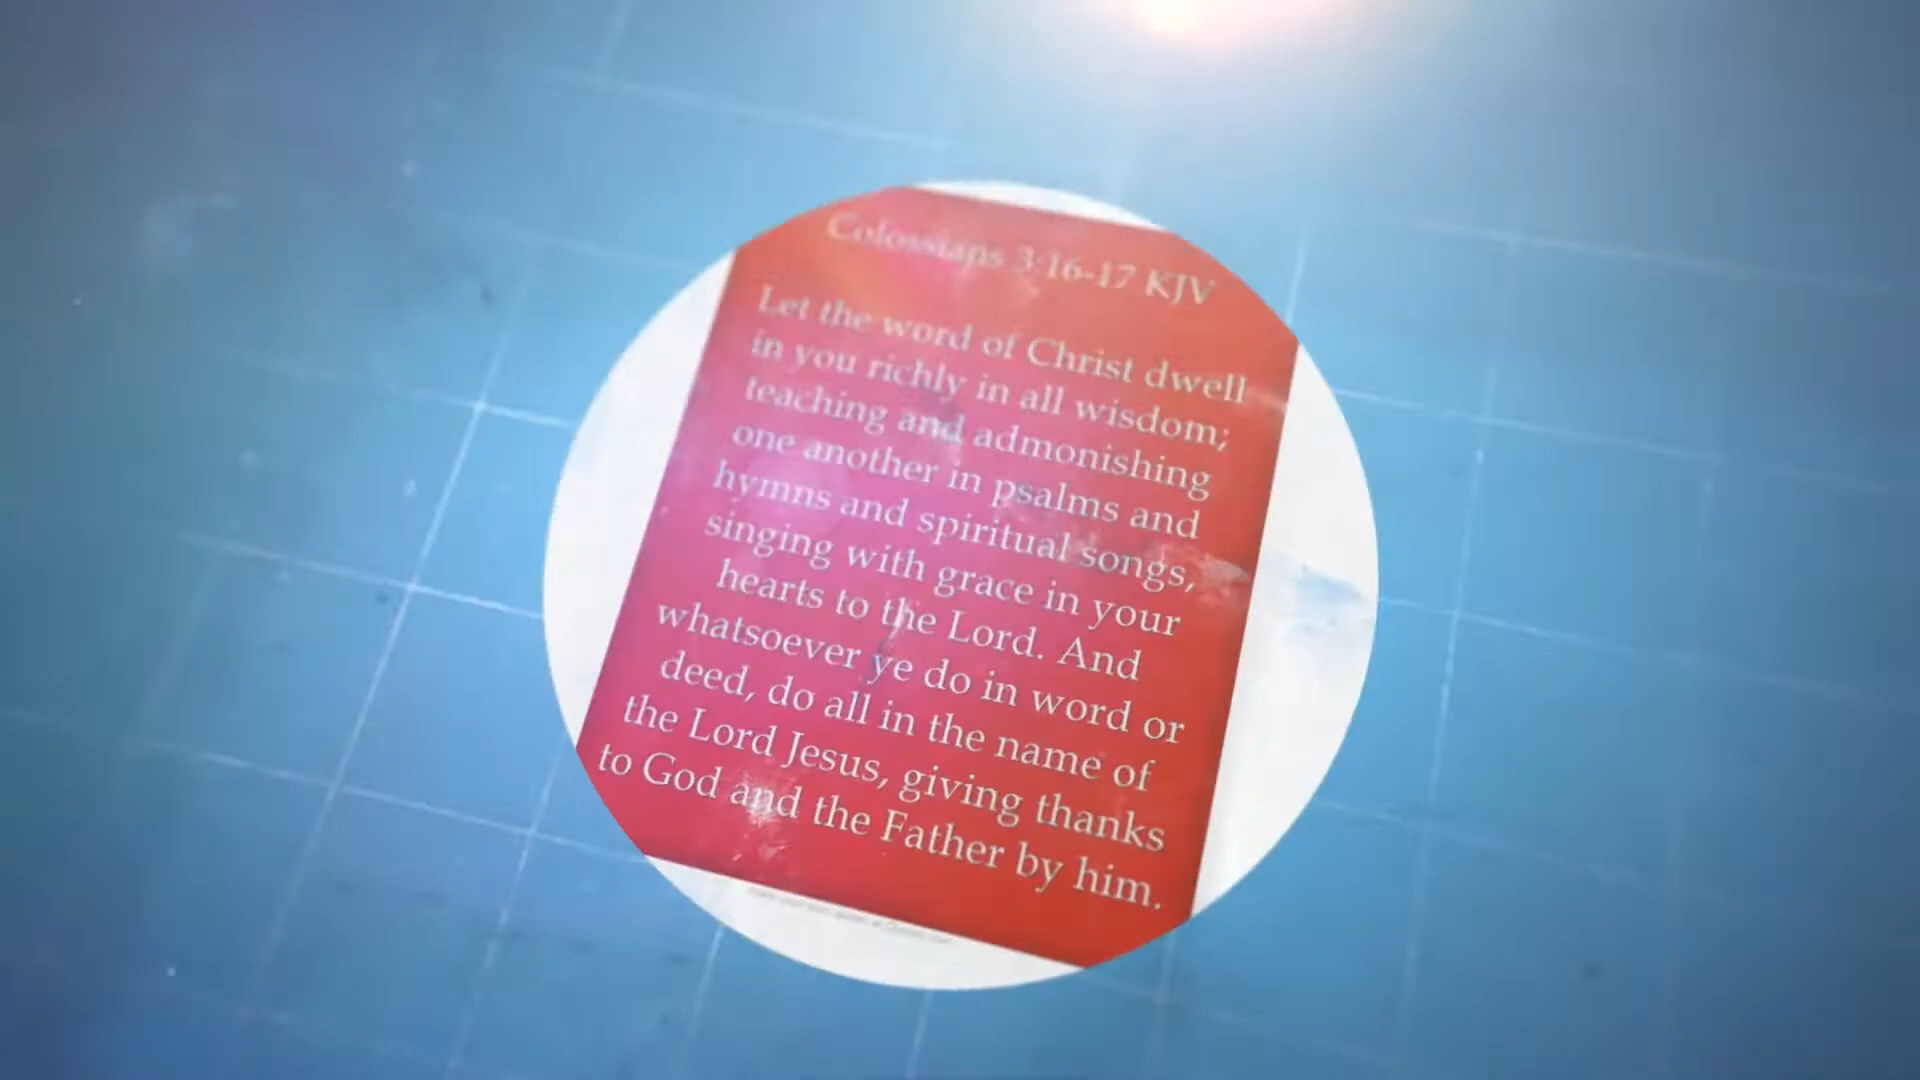 Colossians 3:16-17 KJV
Let the word of Christ dwell
in you richly in all wisdom;
teaching and admonishing
one another in psalms and
hymns and spiritual songs,
singing with grace in your
hearts to the Lord. And
whatsoever ye do in word or
deed, do all in the name of
the Lord Jesus, giving thanks
to God and the Father by him.